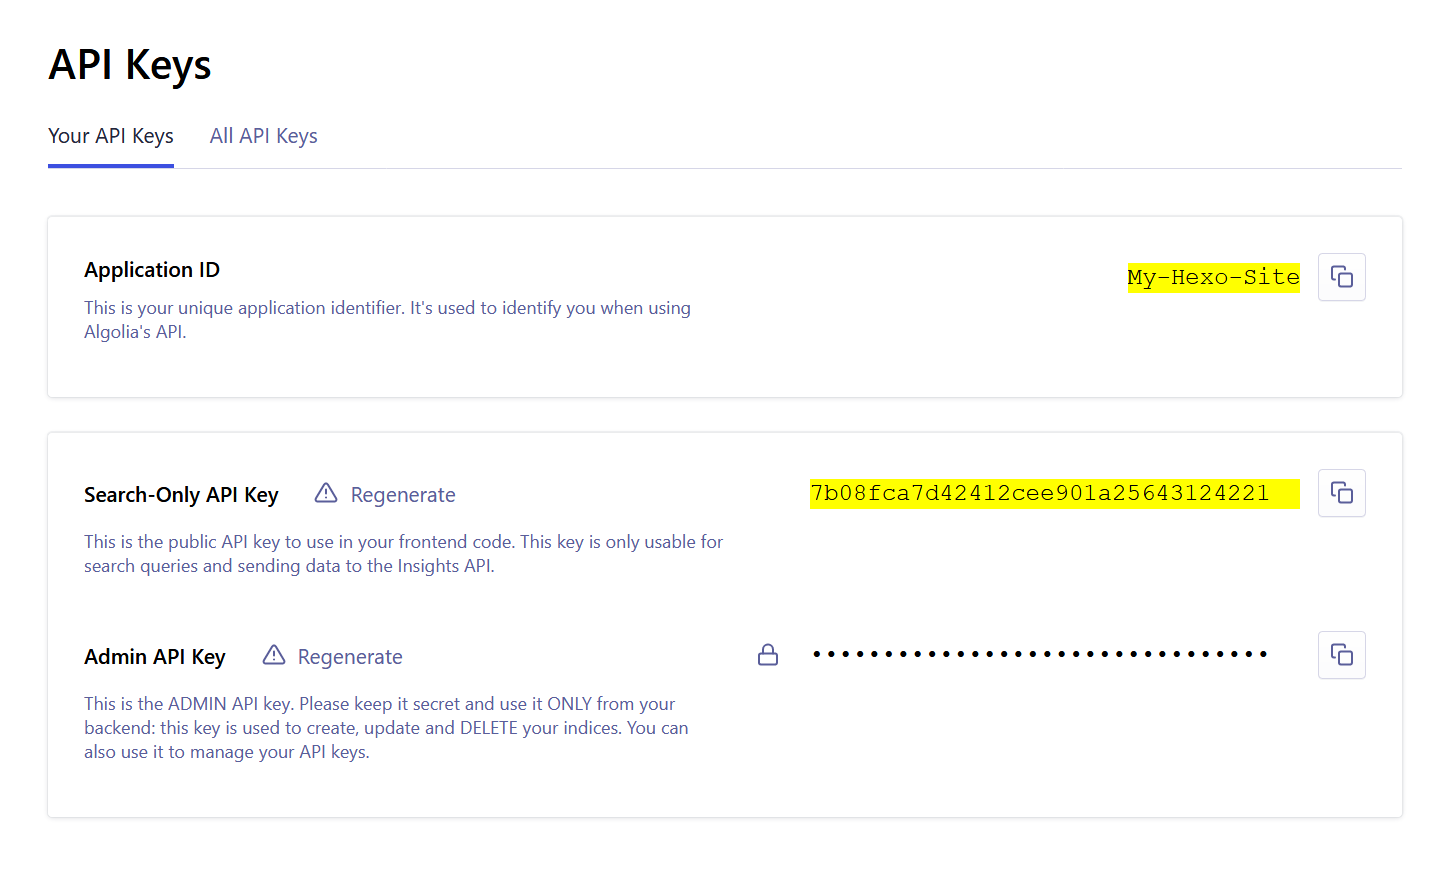 API Keys
Your API Keys
All API Keys
Application ID
My-Hexo-Site
This is your unique application identifier. It's used to identify you when using
Algolia's API.
Search-Only API Key
Regenerate
7b08fca7d42412cee901a25643124221
This is the public API key to use in your frontend code. This key is only usable for
search queries and sending data to the Insights API.
Admin API Key
Regenerate
••••••••••••••••••••••••••••••••
This is the ADMIN API key. Please keep it secret and use it ONLY from your
backend: this key is used to create, update and DELETE your indices. You can
also use it to manage your API keys.